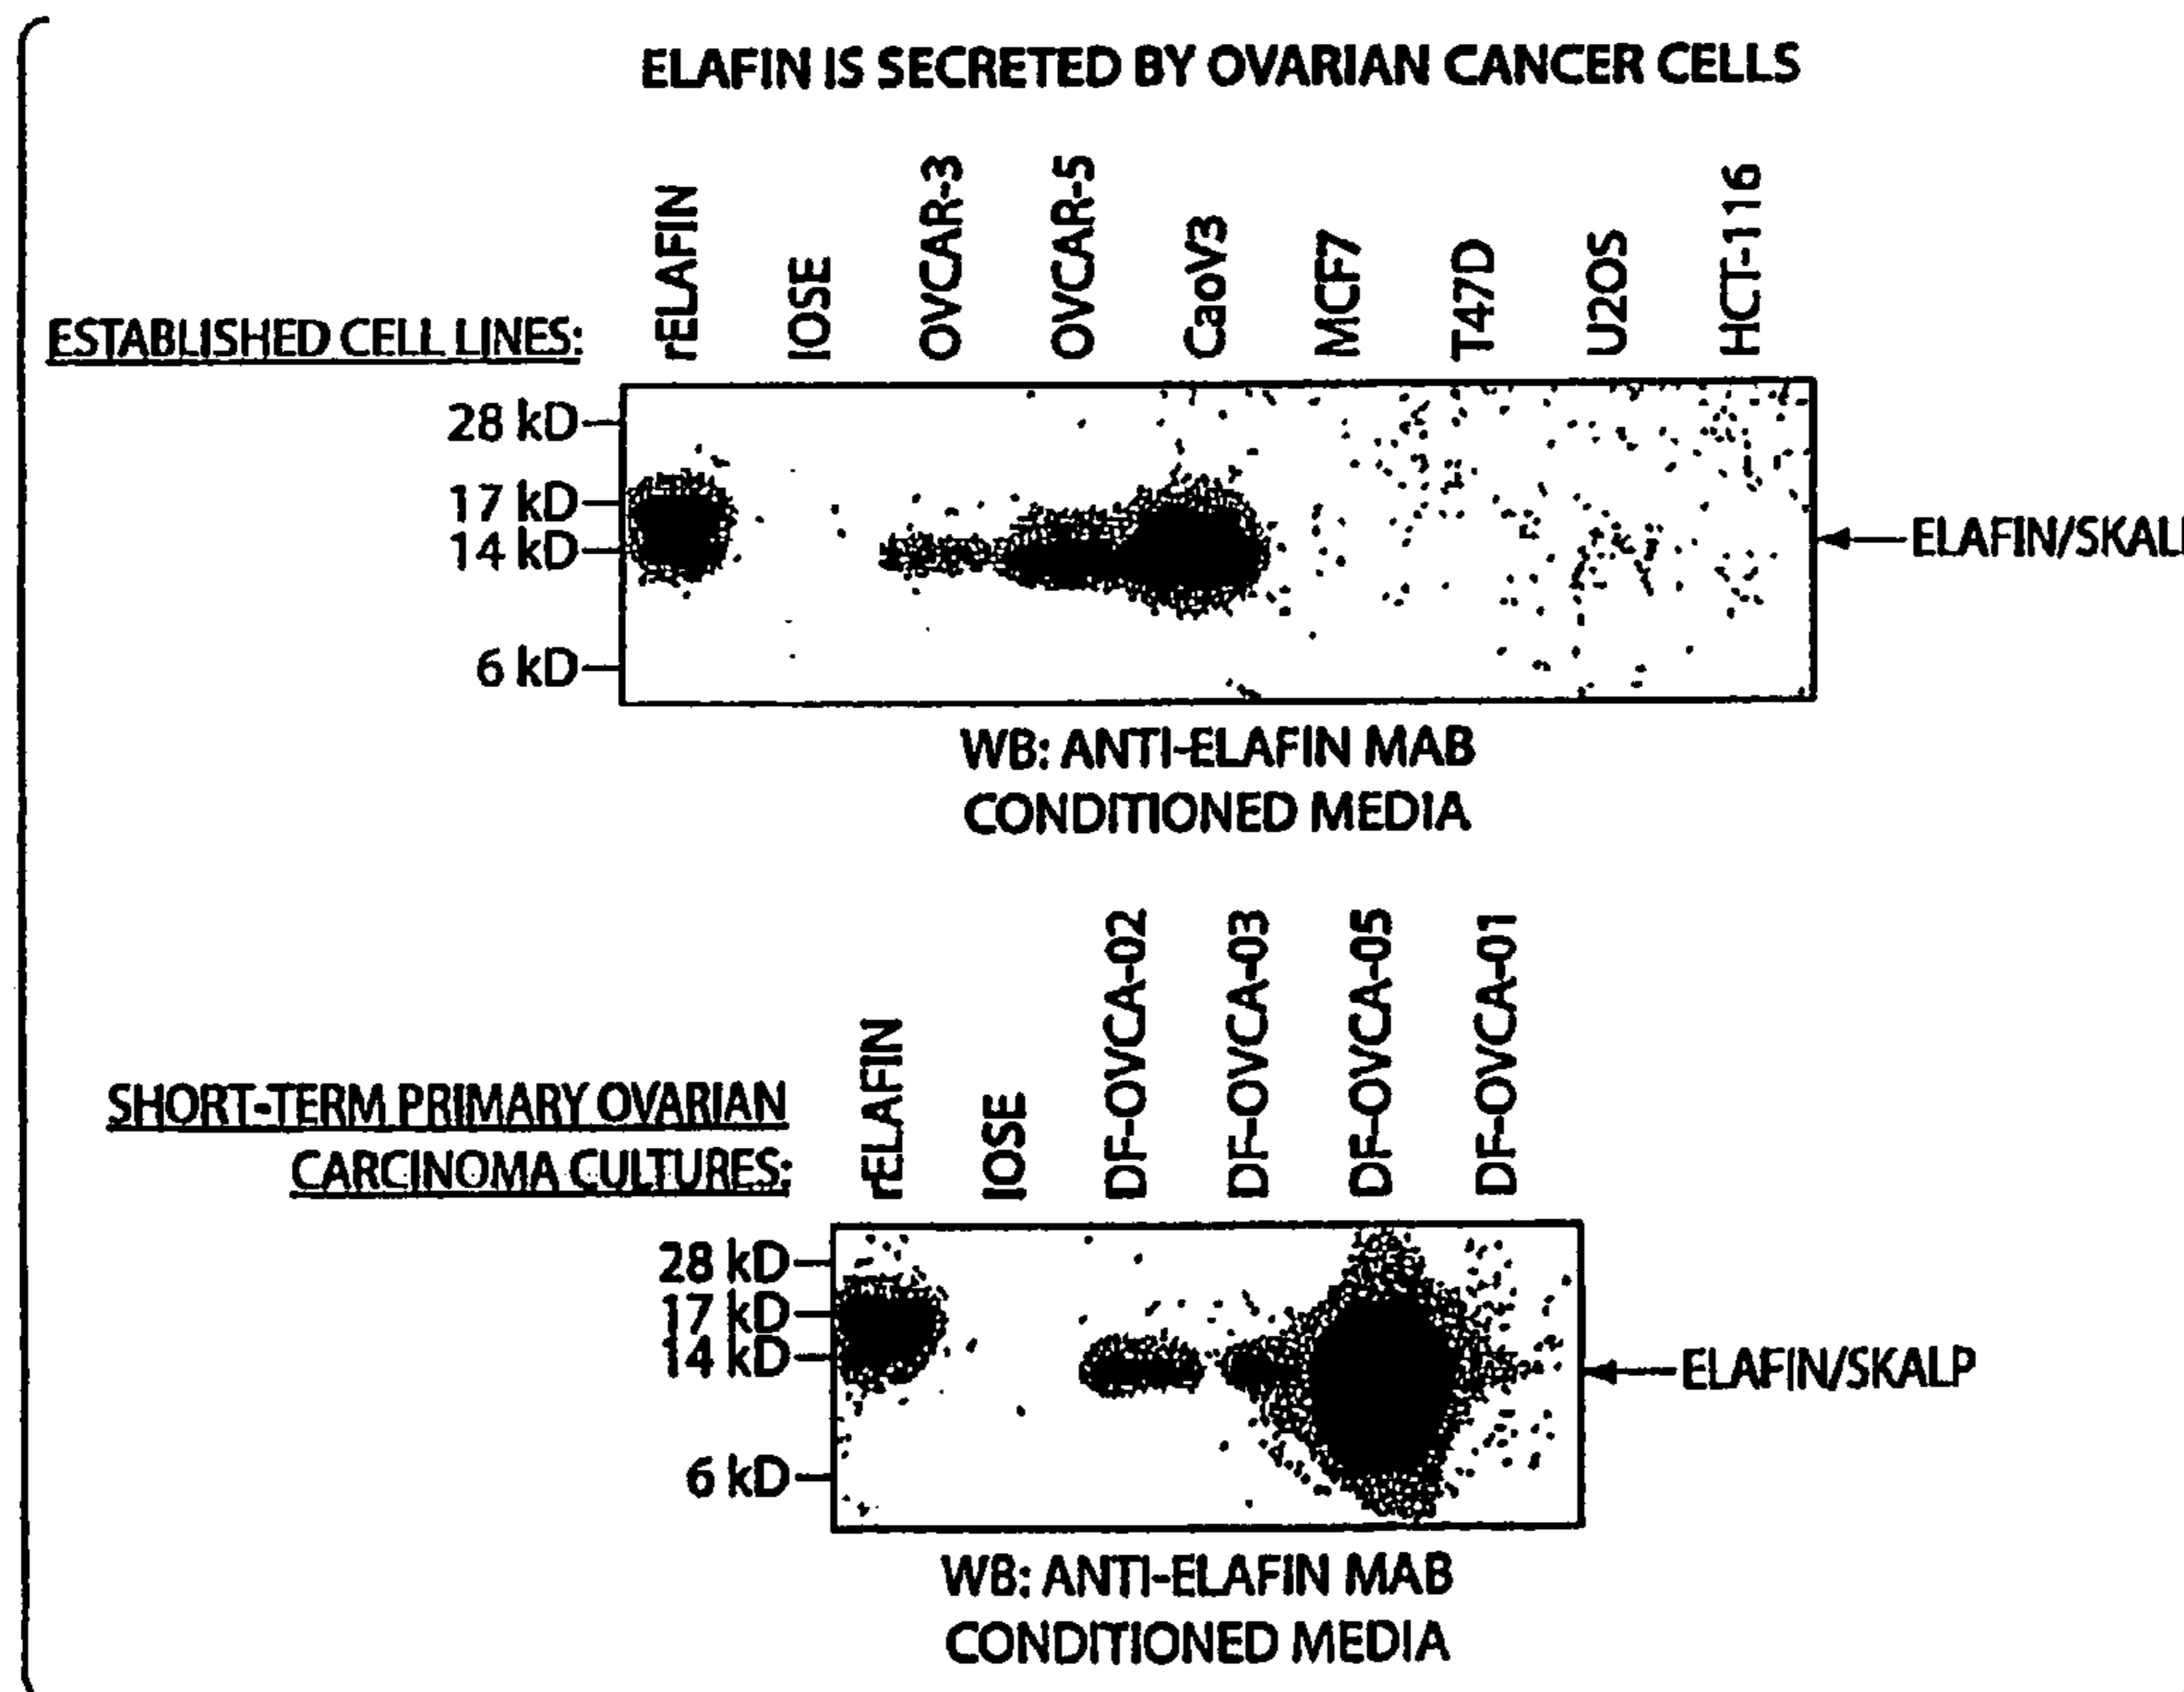 ELAFIN IS SECRETED BY OVARIAN CANCER CELLS
ESTABLISHED CELL LINES:
rELAFIN
IOSE
OVCAR-3
OVCAR-5
CaoV3
MCF7
T47D
U2OS
HCT-116
28 kD
17 kD
14 kD
6 kD
ELAFIN/SKALP
WB: ANTI-ELAFIN MAB
CONDITIONED MEDIA
SHORT-TERM PRIMARY OVARIAN
CARCINOMA CULTURES:
rELAFIN
IOSE
DF-OVCA-02
DF-OVCA-03
DF-OVCA-05
DF-OVCA-01
28 kD
17 kD
14 kD
6 kD
ELAFIN/SKALP
WB: ANTI-ELAFIN MAB
CONDITIONED MEDIA